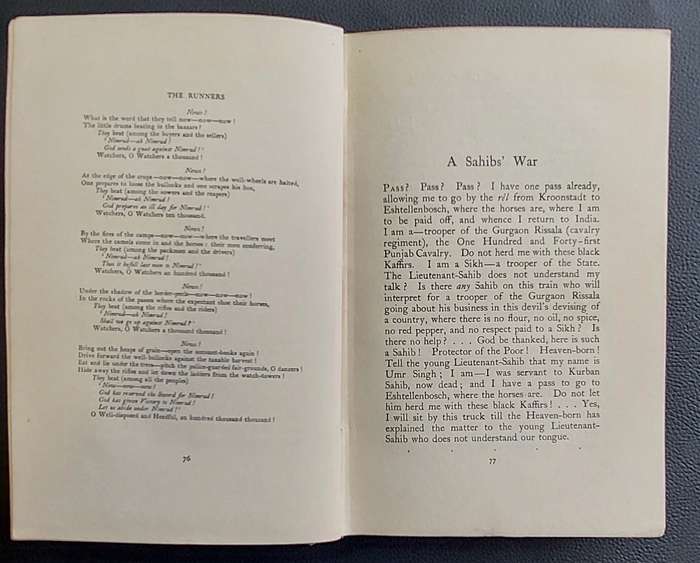 THE RUNNERS
News!
What is the word that they tell now—now—now!
The little drums beating in the bazaars!
They beat (among the buyers and the sellers)
'Nimrud—ah Nimrud!
God sends a gnat against Nimrud!'
Watchers, O Watchers a thousand!
News!
At the edge of the crops—now—now—where the well-wheels are halted,
One prepares to loose the bullocks and one scrapes his hoe,
They beat (among the sowers and the reapers)
'Nimrud—ah Nimrud!
God prepares an ill day for Nimrud!'
Watchers, O Watchers ten thousand.
News!
By the fires of the camps—now—now—where the travellers meet
Where the camels come in and the horses: their men conferring,
They beat (among the packmen and the drivers)
'Nimrud—ah Nimrud!
Thus it befell last noon to Nimrud!'
Watchers, O Watchers an hundred thousand!
News!
Under the shadow of the border-peels—now—now—now!
In the rocks of the passes where the expectant shoe their horses,
They beat (among the rifles and the riders)
'Nimrud—ah Nimrud!
Shall we go up against Nimrud?'
Watchers, O Watchers a thousand thousand!
News!
Bring out the heaps of grain—open the account-books again!
Drive forward the well-bullocks against the taxable harvest!
Eat and lie under the trees—pitch the police-guarded fair-grounds, O dancers!
Hide away the rifles and let down the ladders from the watch-towers!
They beat (among all the peoples)
'Now—now—now!
God has reserved the Sword for Nimrud!
God has given Victory to Nimrud!
Let us abide under Nimrud!'
O Well-disposed and Heedful, an hundred thousand thousand!
76
A Sahibs' War
PASS? Pass? Pass? I have one pass already,
allowing me to go by the rêl from Kroonstadt to
Eshtellenbosch, where the horses are, where I am
to be paid off, and whence I return to India.
I am a—trooper of the Gurgaon Rissala (cavalry
regiment), the One Hundred and Forty-first
Punjab Cavalry. Do not herd me with these black
Kaffirs. I am a Sikh—a trooper of the State.
The Lieutenant-Sahib does not understand my
talk? Is there any Sahib on this train who will
interpret for a trooper of the Gurgaon Rissala
going about his business in this devil's devising of
a country, where there is no flour, no oil, no spice,
no red pepper, and no respect paid to a Sikh? Is
there no help? . . . God be thanked, here is such
a Sahib! Protector of the Poor! Heaven-born!
Tell the young Lieutenant-Sahib that my name is
Umr Singh; I am—I was servant to Kurban
Sahib, now dead; and I have a pass to go to
Eshtellenbosch, where the horses are. Do not let
him herd me with these black Kaffirs! . . . Yes,
I will sit by this truck till the Heaven-born has
explained the matter to the young Lieutenant-
Sahib who does not understand our tongue.
77